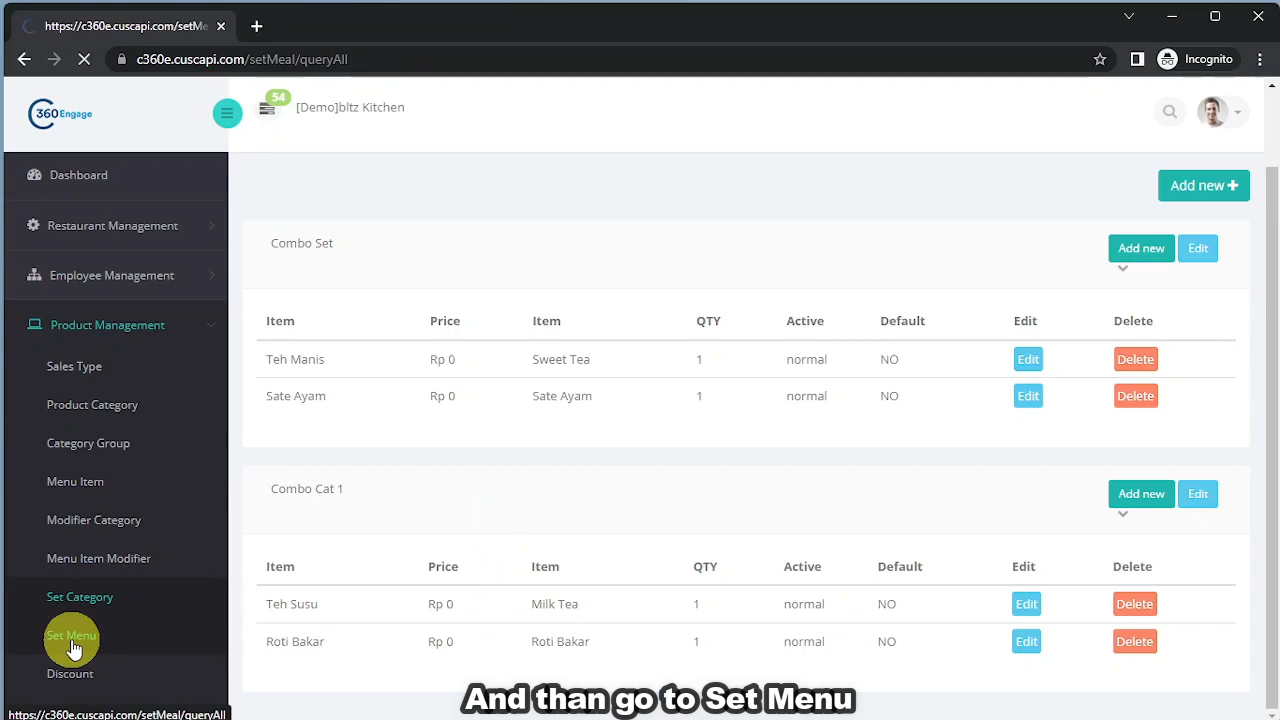 https://c360e.cuscapi.com/setMe
c360e.cuscapi.com/setMeal/queryAll
Incognito
360 Engage
54
[Demo]bltz Kitchen
Dashboard
Restaurant Management
Employee Management
Product Management
Sales Type
Product Category
Category Group
Menu Item
Modifier Category
Menu Item Modifier
Set Category
Set Menu
Discount
Add new
Combo Set
Add new Edit
Item Price Item QTY Active Default Edit Delete
Teh Manis Rp 0 Sweet Tea 1 normal NO Edit Delete
Sate Ayam Rp 0 Sate Ayam 1 normal NO Edit Delete
Combo Cat 1
Add new Edit
Item Price Item QTY Active Default Edit Delete
Teh Susu Rp 0 Milk Tea 1 normal NO Edit Delete
Roti Bakar Rp 0 Roti Bakar 1 normal NO Edit Delete
And than go to Set Menu
https://c360e.cuscapi.com/setMeal/queryAll